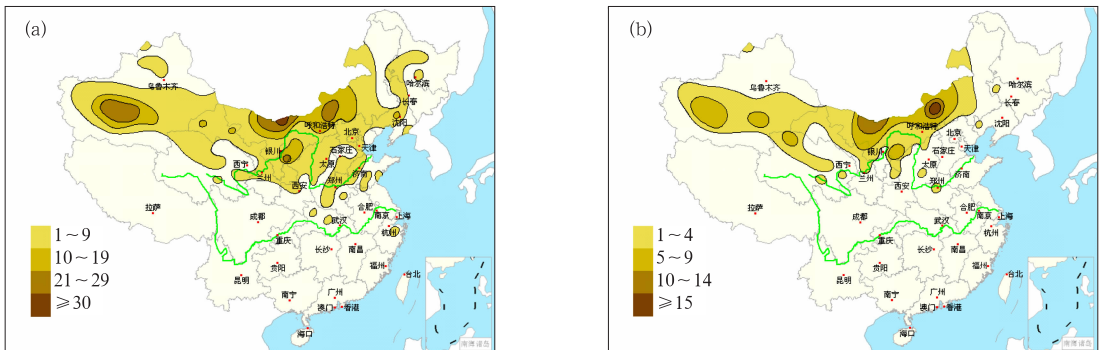 (a)
乌鲁木齐
哈尔滨
长春
沈阳
呼和浩特
北京
天津
银川
石家庄
太原
西宁
济南
兰州
郑州
西安
拉萨
成都
合肥
南京
上海
武汉
杭州
重庆
长沙
南昌
贵阳
福州
昆明
台北
南宁
广州
澳门
香港
海口
南海诸岛
1~9
10~19
21~29
≥30
(b)
乌鲁木齐
哈尔滨
长春
沈阳
呼和浩特
北京
天津
银川
石家庄
太原
西宁
济南
兰州
郑州
西安
拉萨
成都
合肥
南京
上海
武汉
杭州
重庆
长沙
南昌
贵阳
福州
昆明
台北
南宁
广州
澳门
香港
海口
南海诸岛
1~4
5~9
10~14
≥15